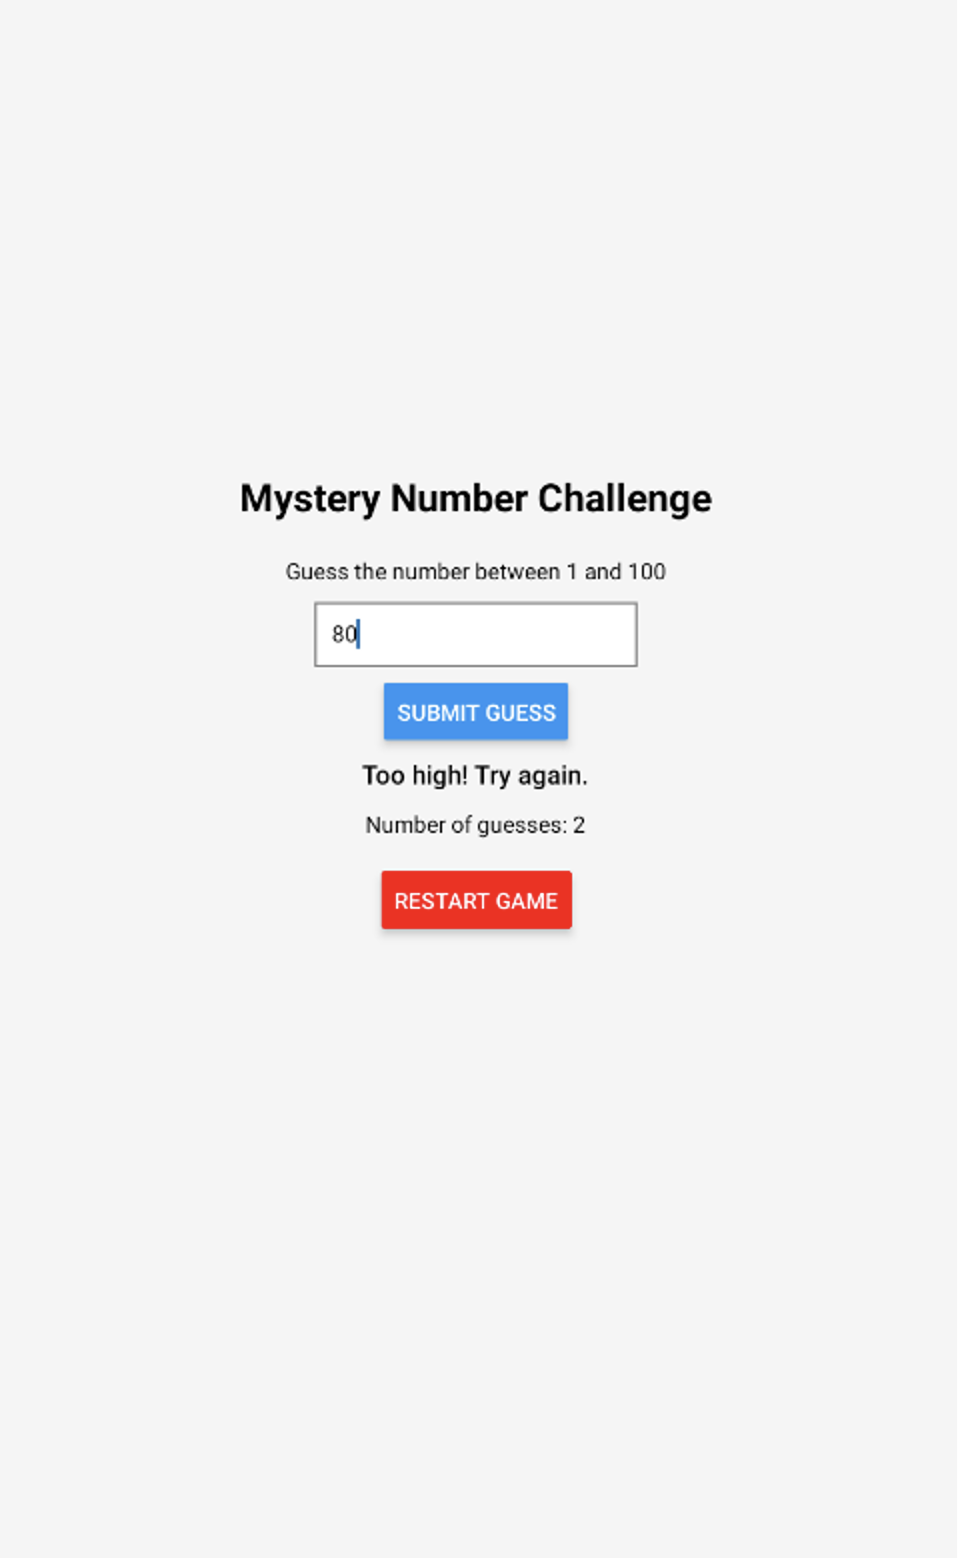 Mystery Number Challenge
Guess the number between 1 and 100
80
SUBMIT GUESS
Too high! Try again.
Number of guesses: 2
RESTART GAME